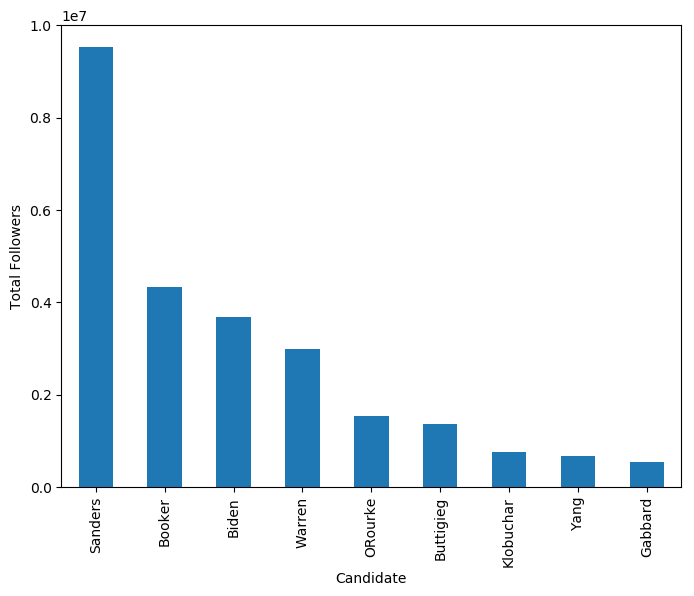 1e7
1.0
0.8
0.6
0.4
0.2
0.0
Total Followers
Sanders
Booker
Biden
Warren
ORourke
Buttigieg
Klobuchar
Yang
Gabbard
Candidate